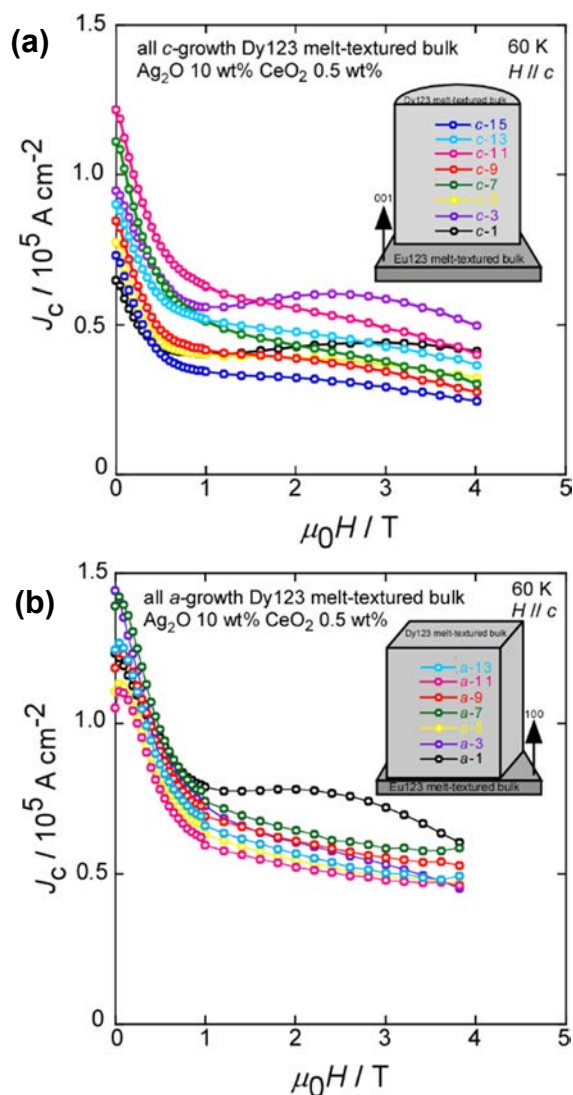 (a)
all c-growth Dy123 melt-textured bulk
Ag2O 10 wt% CeO2 0.5 wt%
60 K
H // c
Dy123 melt-textured bulk
c-15
c-13
c-11
c-9
c-7
c-5
c-3
c-1
001
Eu123 melt-textured bulk
Jc / 10^5 A cm^-2
1.5
1.0
0.5
0
0 1 2 3 4 5
μ0H / T
(b)
all a-growth Dy123 melt-textured bulk
Ag2O 10 wt% CeO2 0.5 wt%
60 K
H // c
Dy123 melt-textured bulk
a-13
a-11
a-9
a-7
a-5
a-3
a-1
100
Eu123 melt-textured bulk
Jc / 10^5 A cm^-2
1.5
1.0
0.5
0
0 1 2 3 4 5
μ0H / T